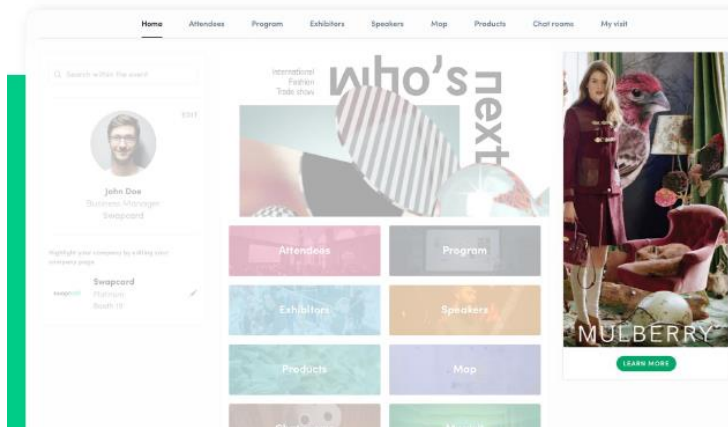 Home Attendees Program Exhibitors Speakers Map Products Chat rooms My visit
Search within the event
EDIT
John Doe
Business Manager
Swapcard
Highlight your company by editing your
company page
swapcard
Swapcard
Platinum
Booth 19
International
Fashion
Trade show
Who's
next
Attendees
Program
Exhibitors
Speakers
Products
Map
MULBERRY
LEARN MORE